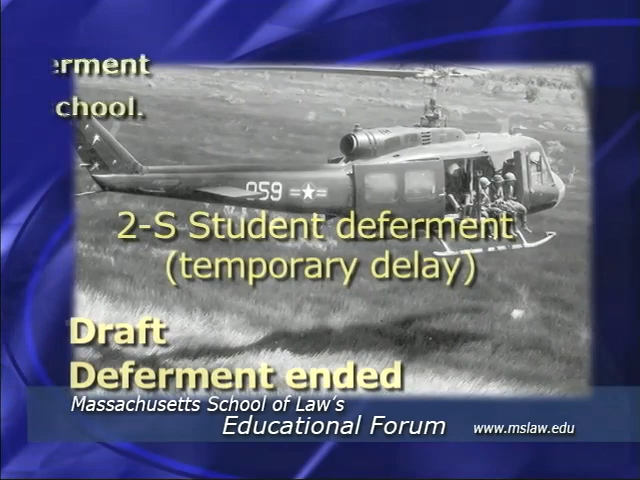 erment
chool.
059
2-S Student deferment
(temporary delay)
Draft
Deferment ended
Massachusetts School of Law's
Educational Forum
www.mslaw.edu